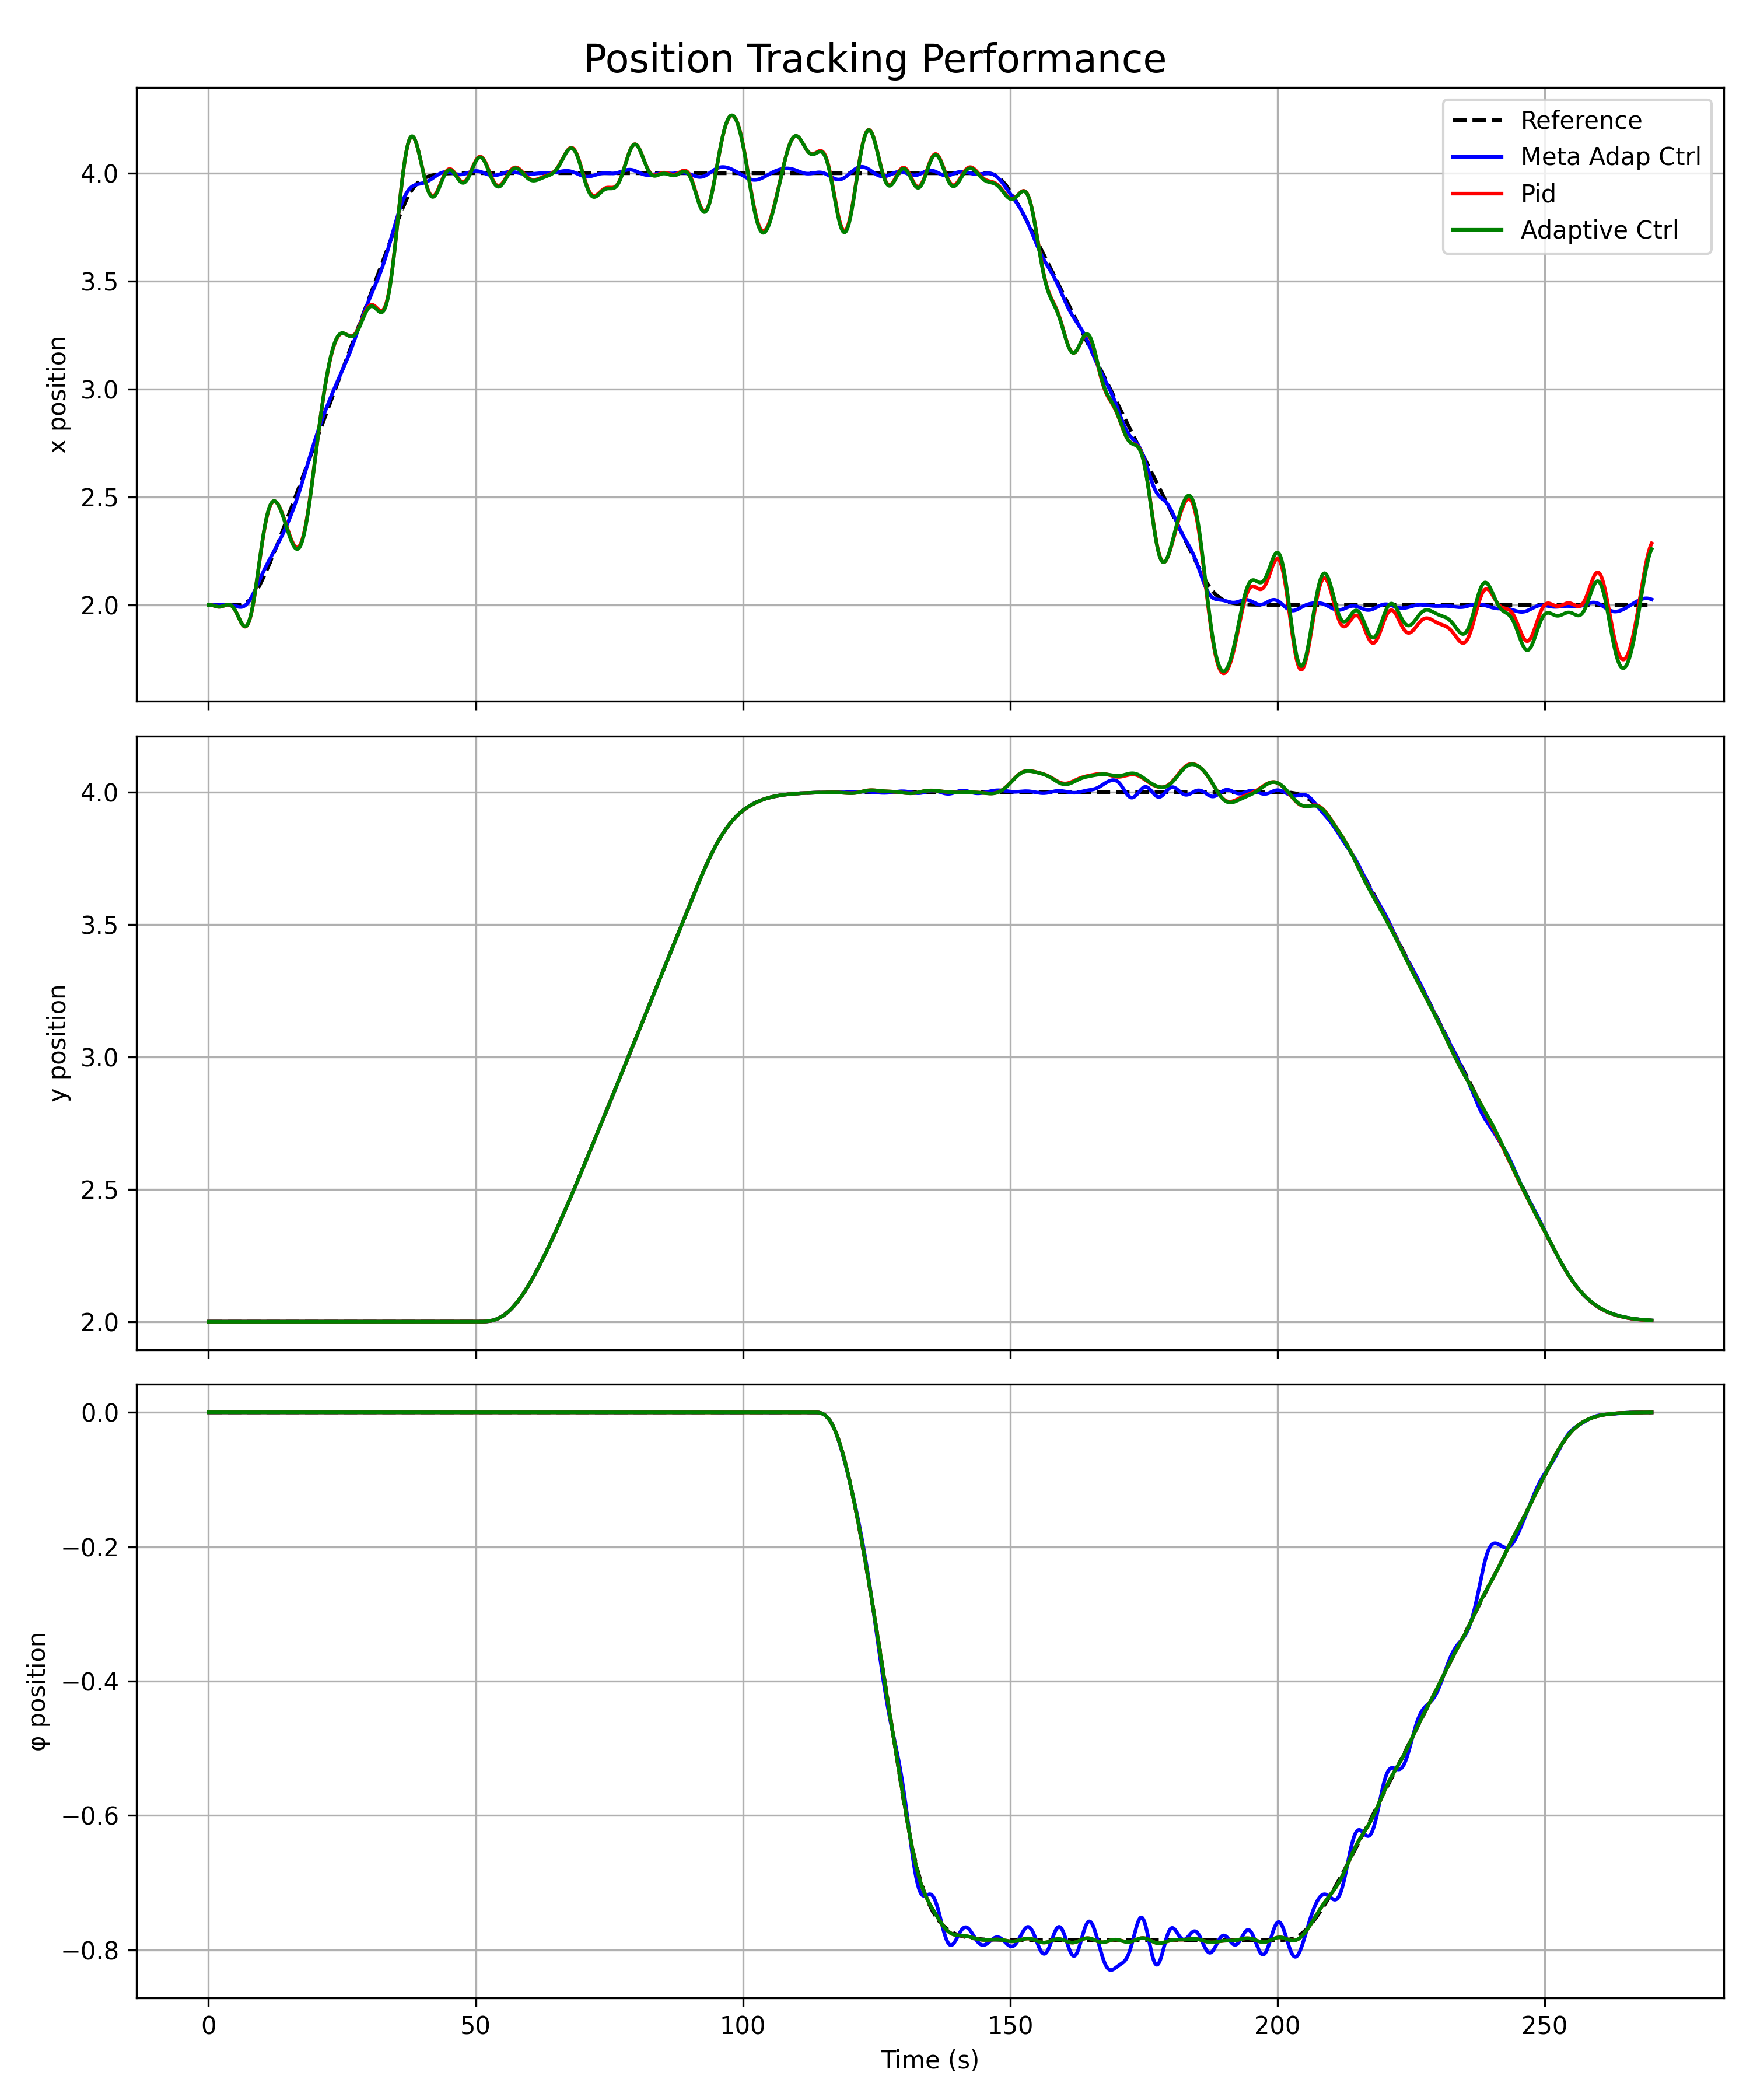 Position Tracking Performance
Reference
Meta Adap Ctrl
Pid
Adaptive Ctrl
4.0
3.5
3.0
2.5
2.0
x position
4.0
3.5
3.0
2.5
2.0
y position
0.0
−0.2
−0.4
−0.6
−0.8
φ position
0 50 100 150 200 250
Time (s)